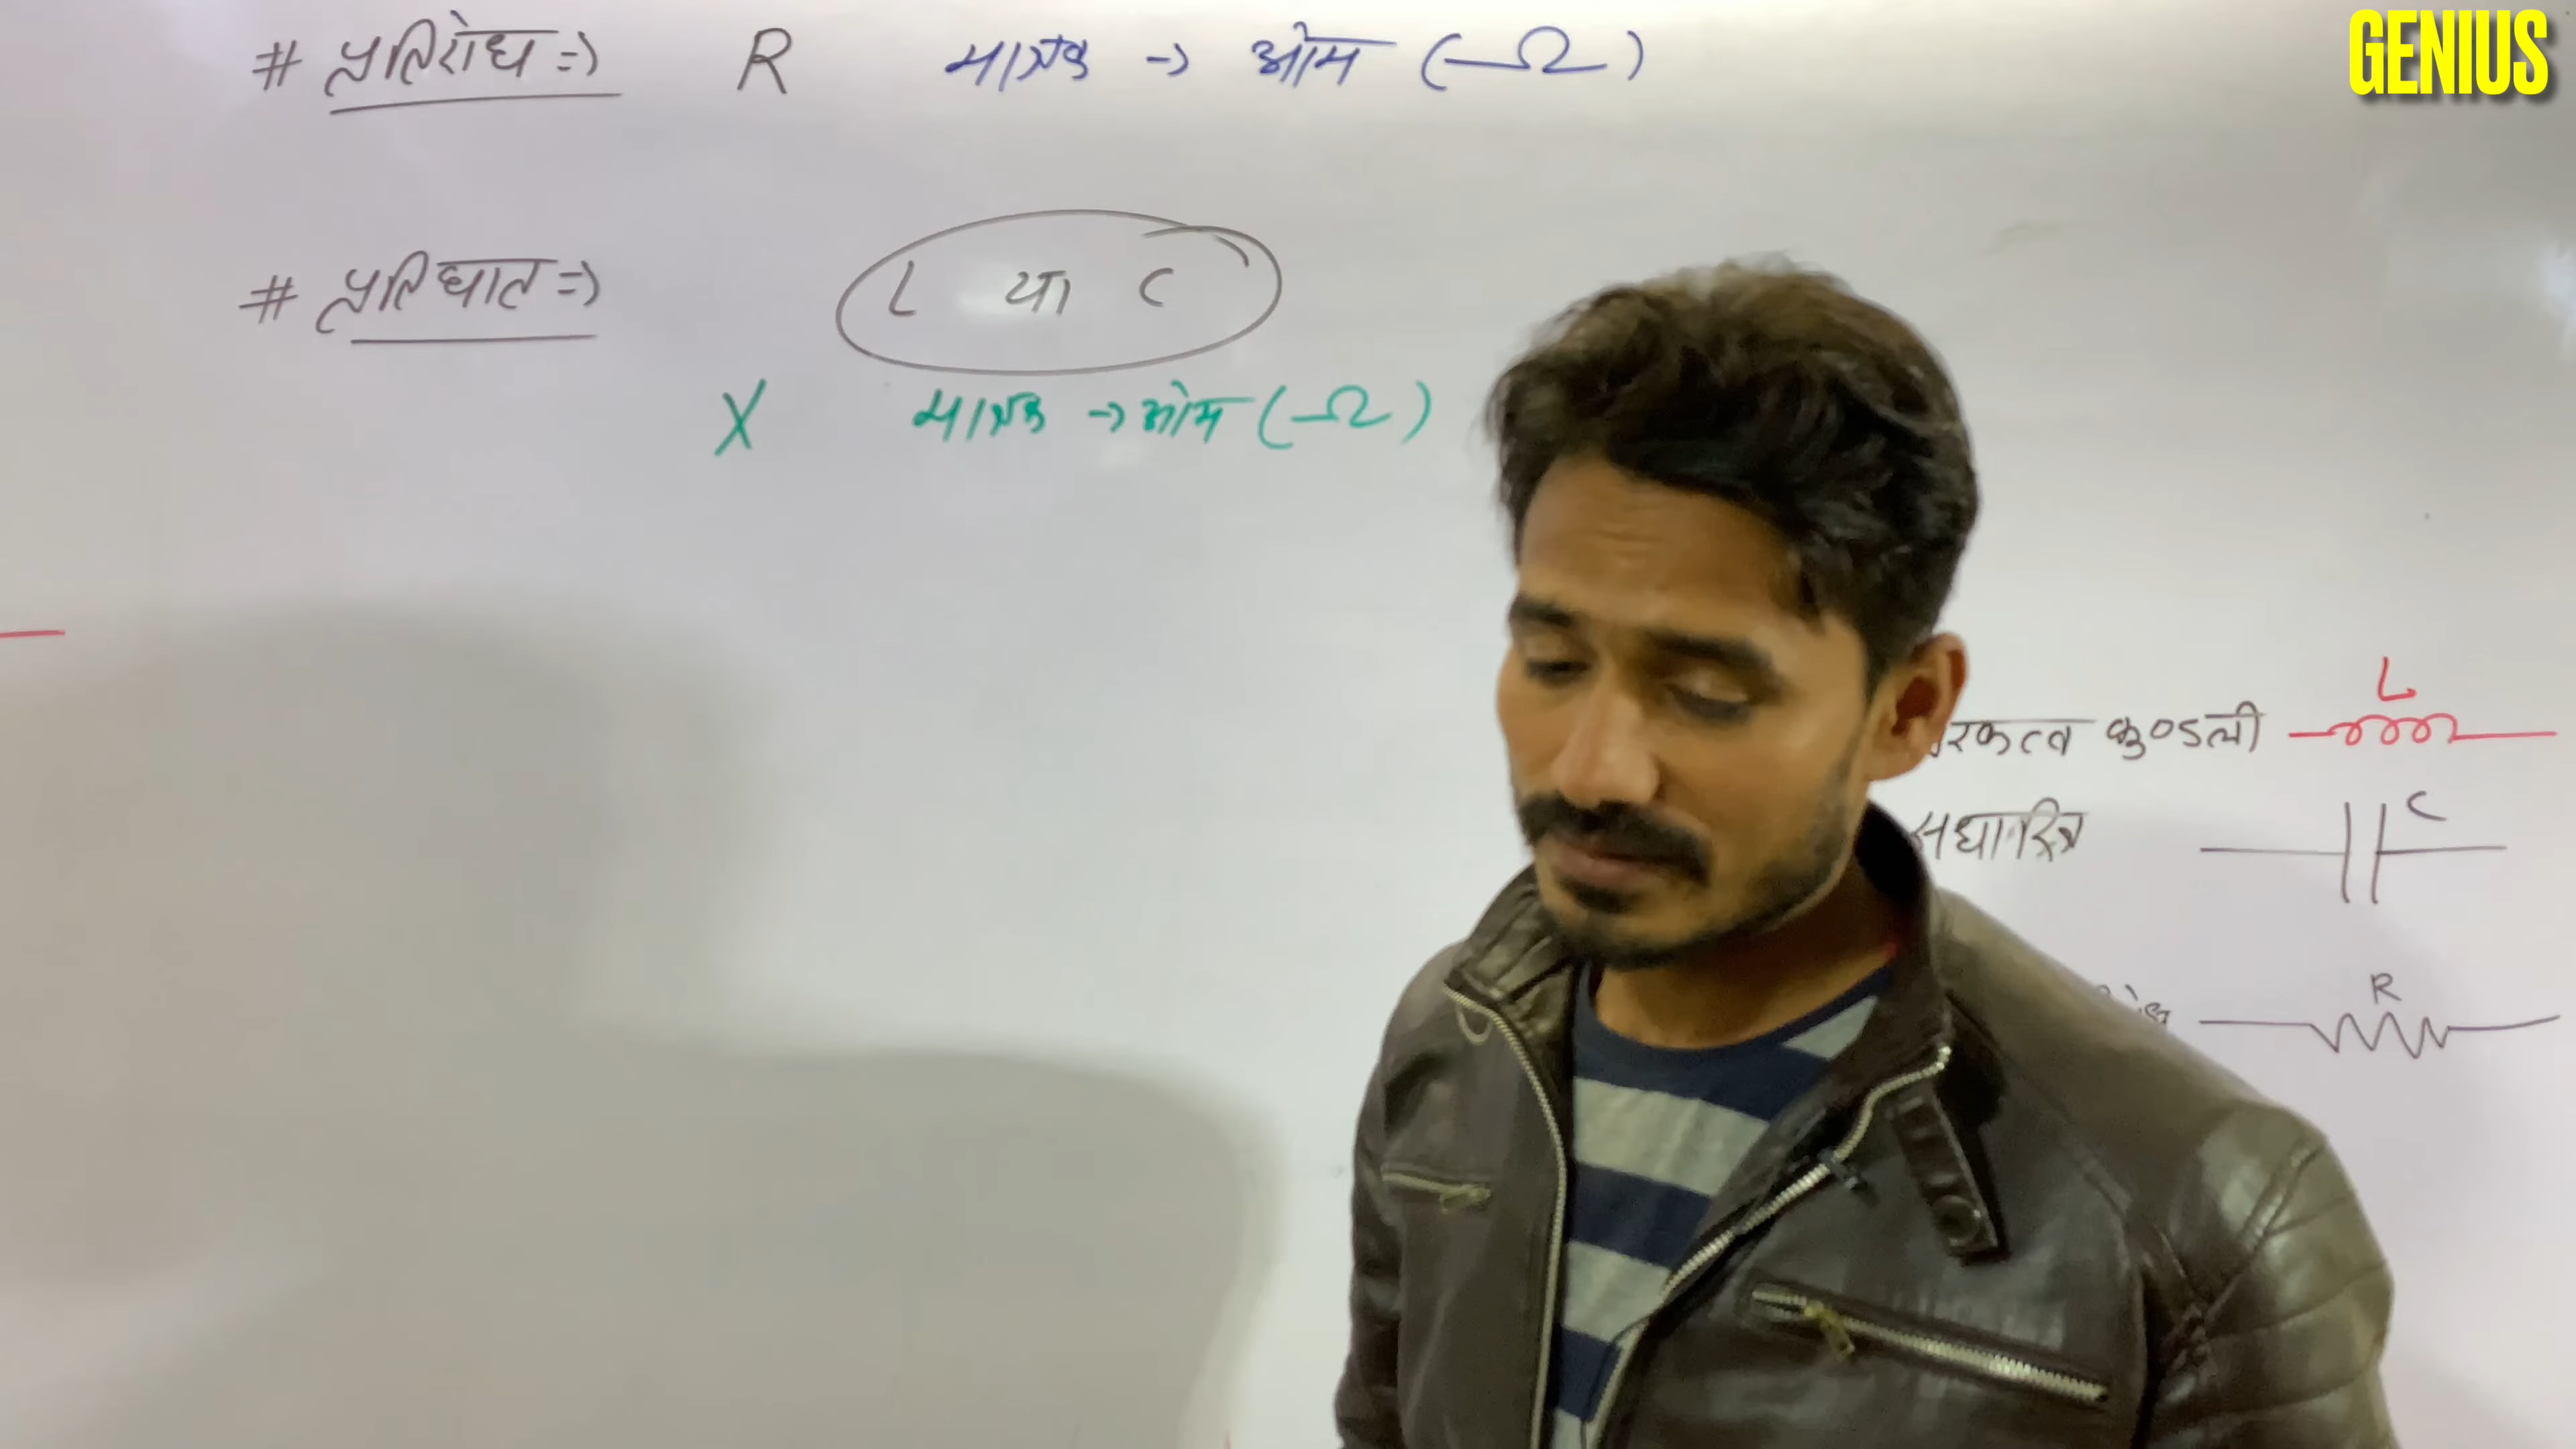 GENIUS
# प्रतिरोध => R मात्रक -> ओम (Ω)
# प्रतिघात => L या C
X मात्रक -> ओम (Ω)
L
कुण्डली
C
संधारित्र
R